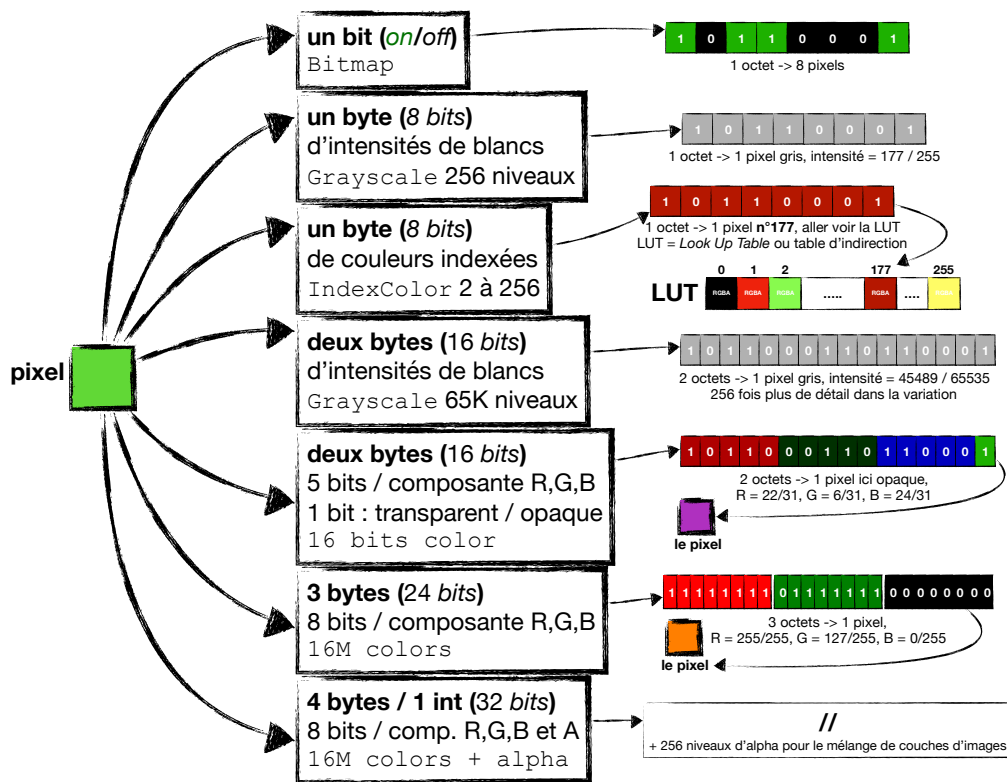 un bit (on/off)
Bitmap
1 0 1 1 0 0 0 1
1 octet -> 8 pixels
un byte (8 bits)
d'intensités de blancs
Grayscale 256 niveaux
1 0 1 1 0 0 0 1
1 octet -> 1 pixel gris, intensité = 177 / 255
un byte (8 bits)
de couleurs indexées
IndexColor 2 à 256
1 0 1 1 0 0 0 1
1 octet -> 1 pixel n°177, aller voir la LUT
LUT = Look Up Table ou table d'indirection
0 1 2 177 255
LUT RGBA RGBA RGBA ..... RGBA .... RGBA
pixel
deux bytes (16 bits)
d'intensités de blancs
Grayscale 65K niveaux
1 0 1 1 0 0 0 1 1 0 1 1 0 0 0 1
2 octets -> 1 pixel gris, intensité = 45489 / 65535
256 fois plus de détail dans la variation
deux bytes (16 bits)
5 bits / composante R,G,B
1 bit : transparent / opaque
16 bits color
1 0 1 1 0 0 0 1 1 0 1 1 0 0 0 1
2 octets -> 1 pixel ici opaque,
R = 22/31, G = 6/31, B = 24/31
le pixel
3 bytes (24 bits)
8 bits / composante R,G,B
16M colors
1 1 1 1 1 1 1 1 0 1 1 1 1 1 1 1 0 0 0 0 0 0 0 0
3 octets -> 1 pixel,
R = 255/255, G = 127/255, B = 0/255
le pixel
4 bytes / 1 int (32 bits)
8 bits / comp. R,G,B et A
16M colors + alpha
//
+ 256 niveaux d'alpha pour le mélange de couches d'images